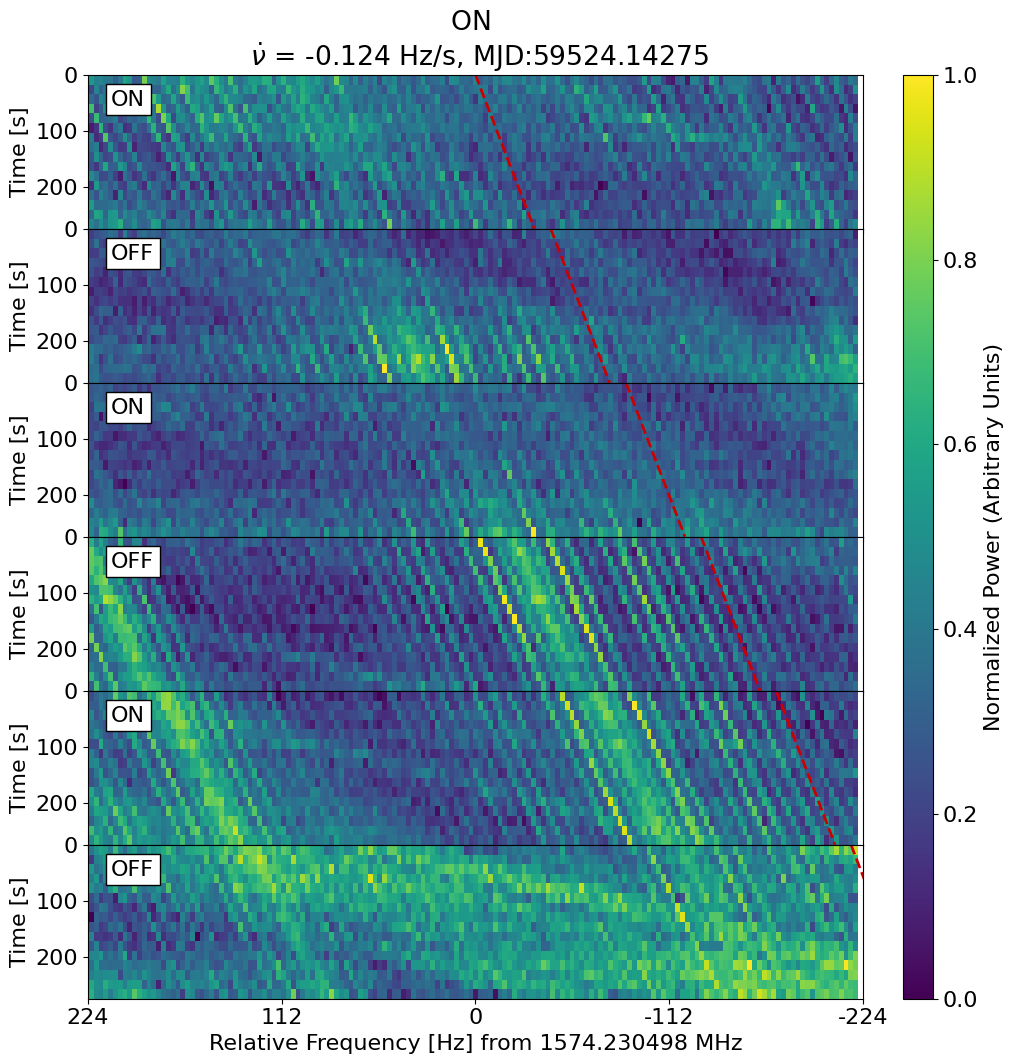 ON
ν̇ = -0.124 Hz/s, MJD:59524.14275
0
100
200
Time [s]
ON
0
100
200
Time [s]
OFF
0
100
200
Time [s]
ON
0
100
200
Time [s]
OFF
0
100
200
Time [s]
ON
0
100
200
Time [s]
OFF
224 112 0 -112 -224
Relative Frequency [Hz] from 1574.230498 MHz
1.0
0.8
0.6
0.4
0.2
0.0
Normalized Power (Arbitrary Units)